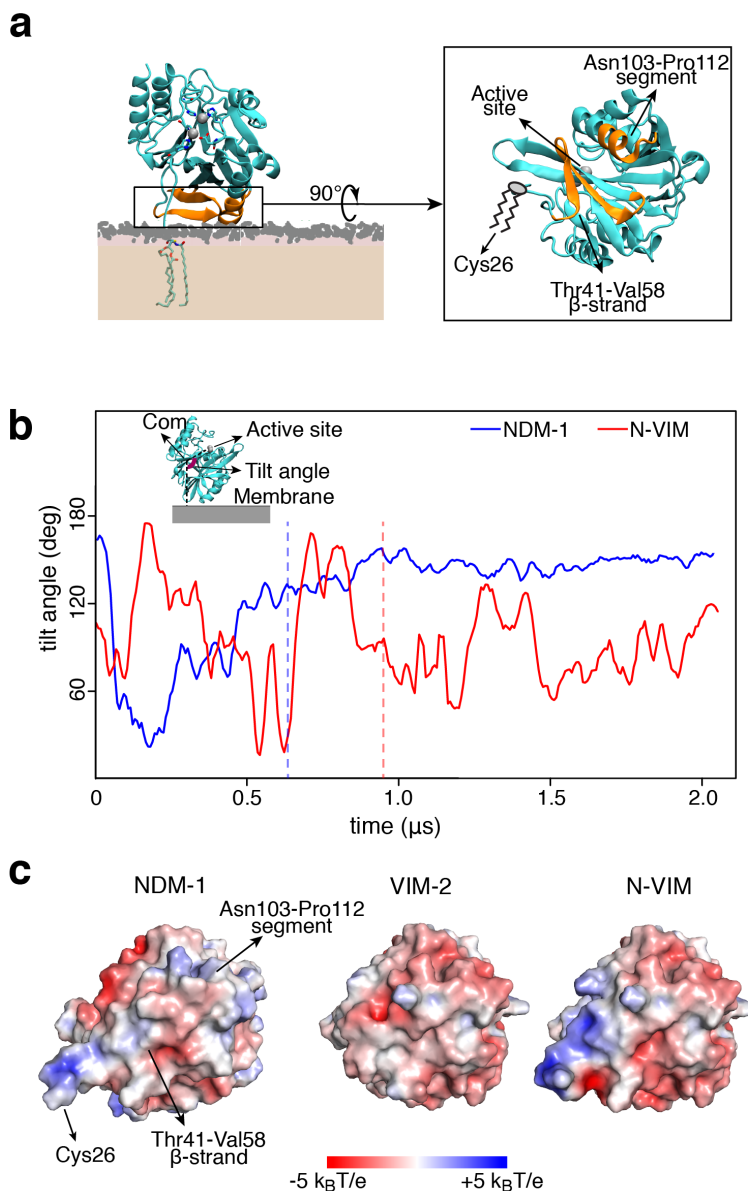 a
Asn103-Pro112
segment
Active
site
90°
Cys26
Thr41-Val58
β-strand
b
Com
Active site
Tilt angle
Membrane
NDM-1
N-VIM
tilt angle (deg)
180
120
60
0
0.5
1.0
1.5
2.0
time (μs)
c
NDM-1
VIM-2
N-VIM
Asn103-Pro112
segment
Cys26
Thr41-Val58
β-strand
-5 kBT/e
+5 kBT/e